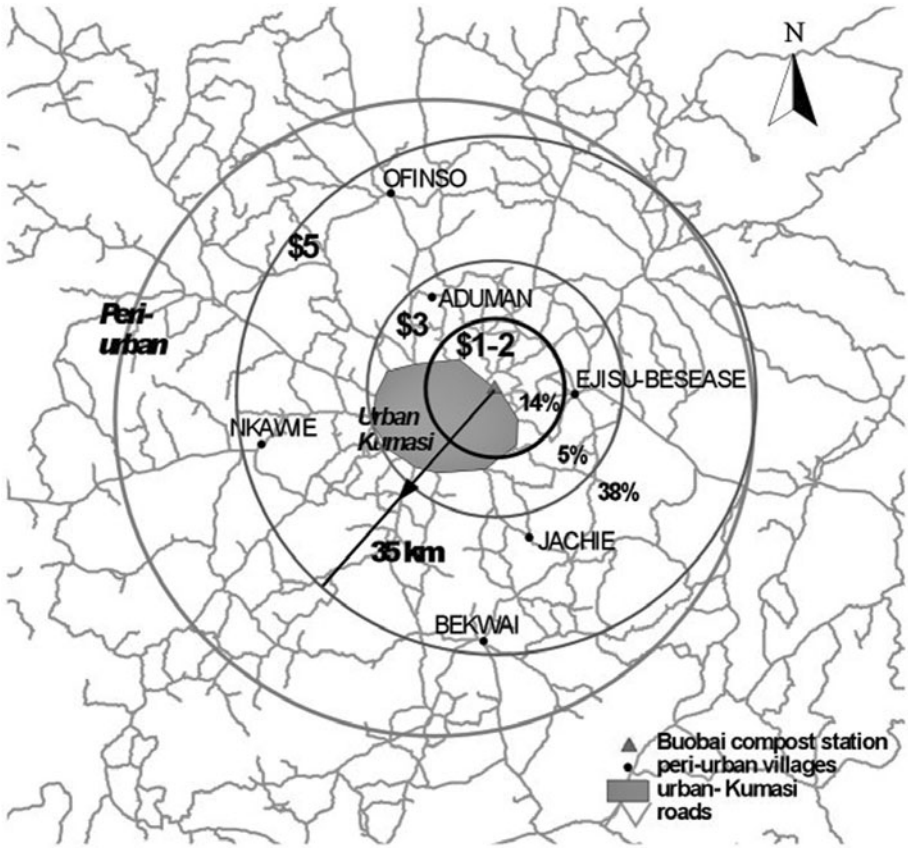 N
OFINSO
$5
ADUMAN
Peri-
urban
$3
$1-2
EJISU-BESEASE
14%
Urban
Kumasi
NKAWIE
5%
38%
JACHIE
35 km
BEKWAI
Buobai compost station
peri-urban villages
urban- Kumasi
roads